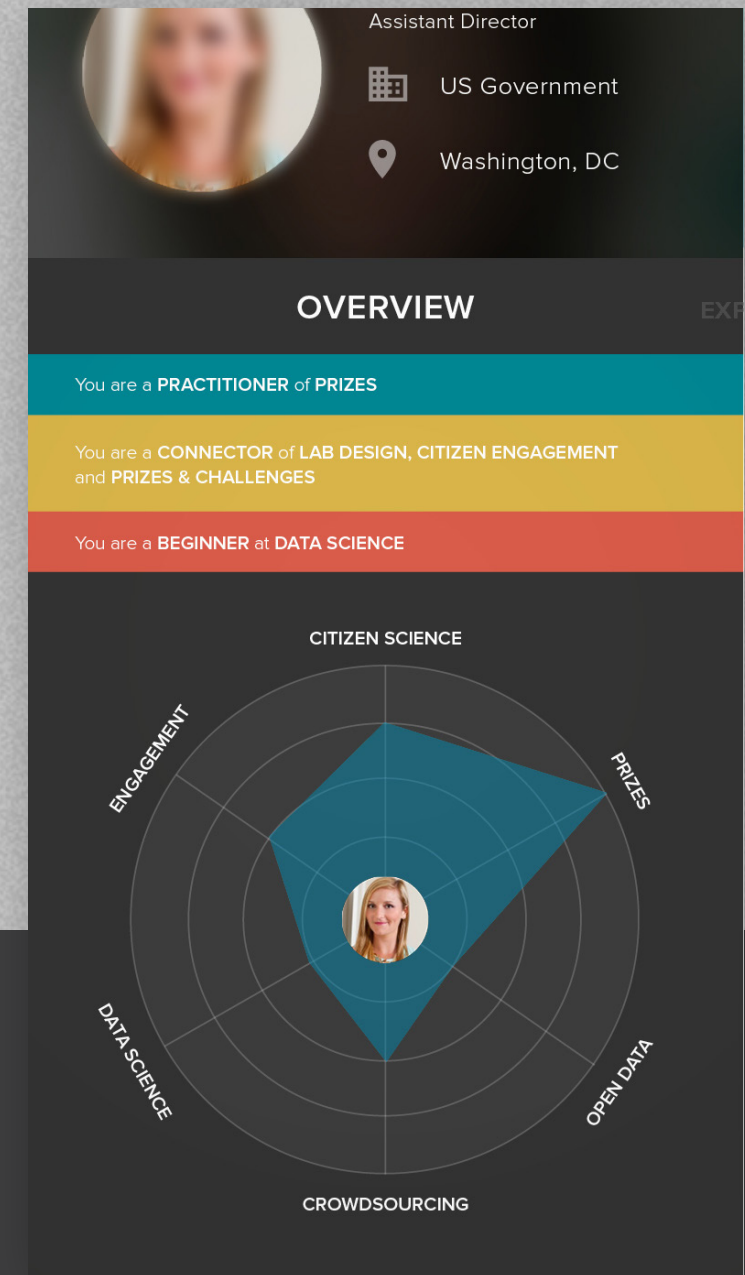 Assistant Director
US Government
Washington, DC
OVERVIEW
You are a PRACTITIONER of PRIZES
You are a CONNECTOR of LAB DESIGN, CITIZEN ENGAGEMENT
and PRIZES & CHALLENGES
You are a BEGINNER at DATA SCIENCE
CITIZEN SCIENCE
ENGAGEMENT
PRIZES
DATA SCIENCE
OPEN DATA
CROWDSOURCING